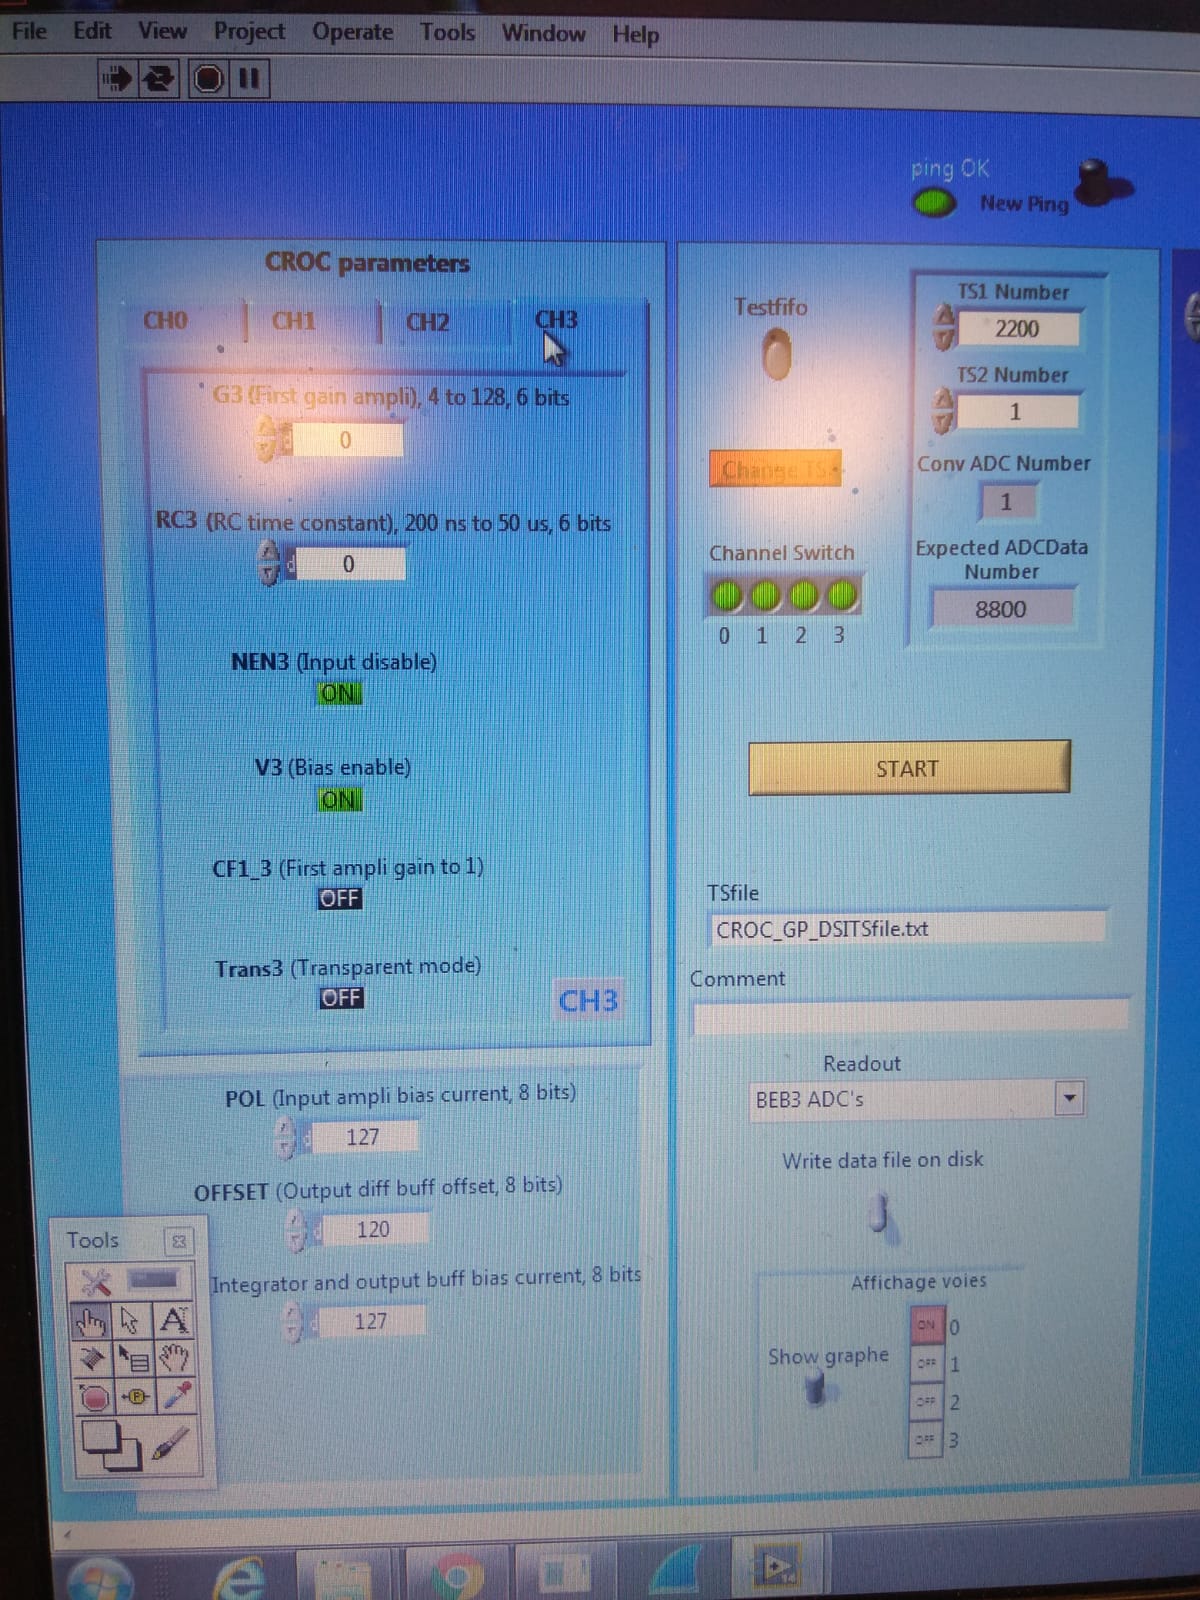 File Edit View Project Operate Tools Window Help
ping OK
New Ping
CROC parameters
CH0 CH1 CH2 CH3
G3 (First gain ampli), 4 to 128, 6 bits
0
RC3 (RC time constant), 200 ns to 50 us, 6 bits
0
NEN3 (Input disable)
ON
V3 (Bias enable)
ON
CF1_3 (First ampli gain to 1)
OFF
Trans3 (Transparent mode)
OFF
CH3
POL (Input ampli bias current, 8 bits)
127
OFFSET (Output diff buff offset, 8 bits)
120
Integrator and output buff bias current, 8 bits
127
Tools
Testfifo
Change TS
Channel Switch
0 1 2 3
TS1 Number
2200
TS2 Number
1
Conv ADC Number
1
Expected ADCData
Number
8800
START
TSfile
CROC_GP_DSITSfile.txt
Comment
Readout
BEB3 ADC's
Write data file on disk
Affichage voies
Show graphe
ON 0
OFF 1
OFF 2
OFF 3